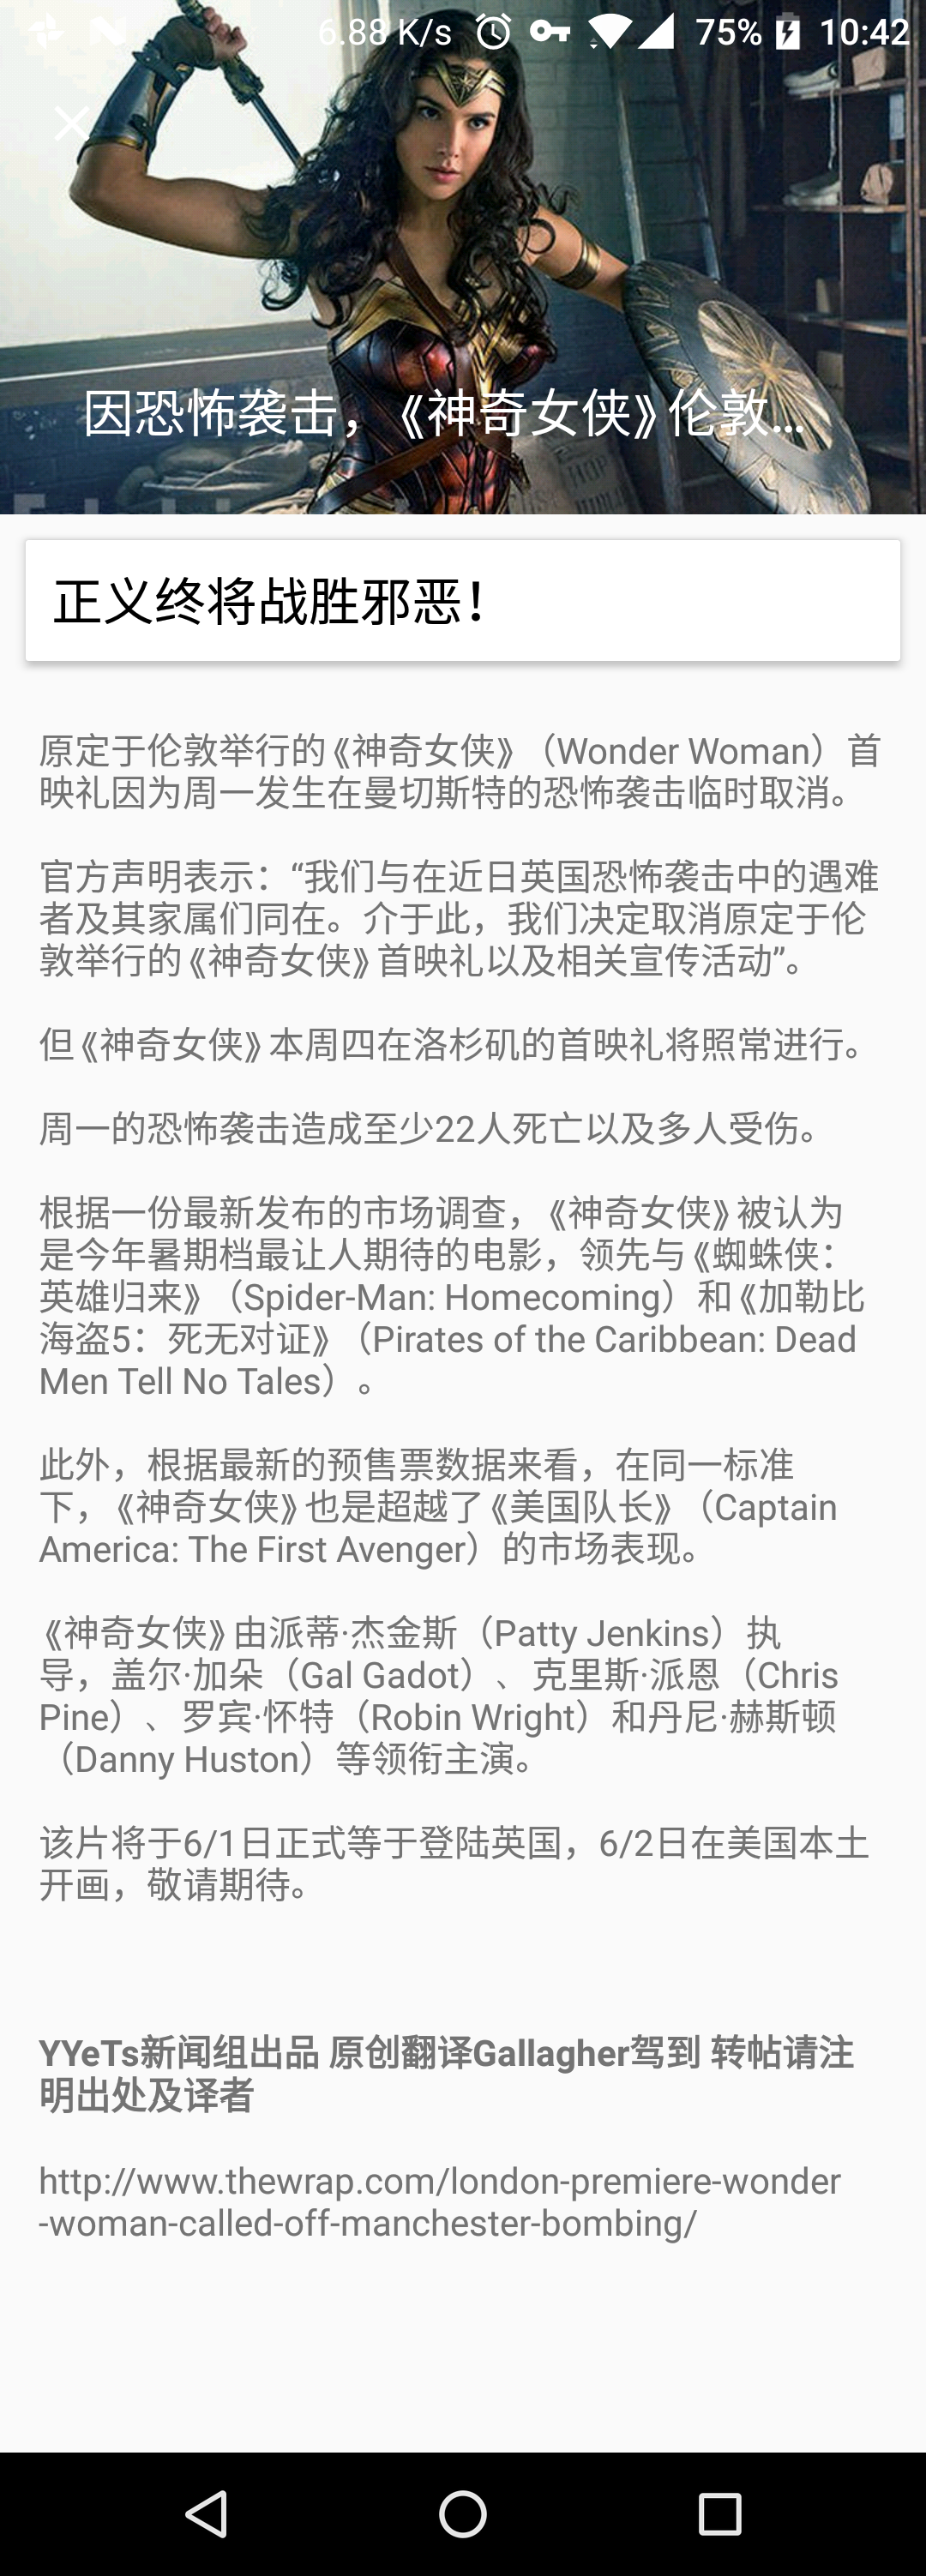 6.88 K/s 75% 10:42
因恐怖袭击，《神奇女侠》伦敦…
正义终将战胜邪恶！
原定于伦敦举行的《神奇女侠》（Wonder Woman）首
映礼因为周一发生在曼切斯特的恐怖袭击临时取消。
官方声明表示：“我们与在近日英国恐怖袭击中的遇难
者及其家属们同在。介于此，我们决定取消原定于伦
敦举行的《神奇女侠》首映礼以及相关宣传活动”。
但《神奇女侠》本周四在洛杉矶的首映礼将照常进行。
周一的恐怖袭击造成至少22人死亡以及多人受伤。
根据一份最新发布的市场调查，《神奇女侠》被认为
是今年暑期档最让人期待的电影，领先与《蜘蛛侠：
英雄归来》（Spider-Man: Homecoming）和《加勒比
海盗5：死无对证》（Pirates of the Caribbean: Dead
Men Tell No Tales）。
此外，根据最新的预售票数据来看，在同一标准
下，《神奇女侠》也是超越了《美国队长》（Captain
America: The First Avenger）的市场表现。
《神奇女侠》由派蒂·杰金斯（Patty Jenkins）执
导，盖尔·加朵（Gal Gadot）、克里斯·派恩（Chris
Pine）、罗宾·怀特（Robin Wright）和丹尼·赫斯顿
（Danny Huston）等领衔主演。
该片将于6/1日正式等于登陆英国，6/2日在美国本土
开画，敬请期待。
YYeTs新闻组出品 原创翻译Gallagher驾到 转帖请注
明出处及译者
http://www.thewrap.com/london-premiere-wonder
-woman-called-off-manchester-bombing/